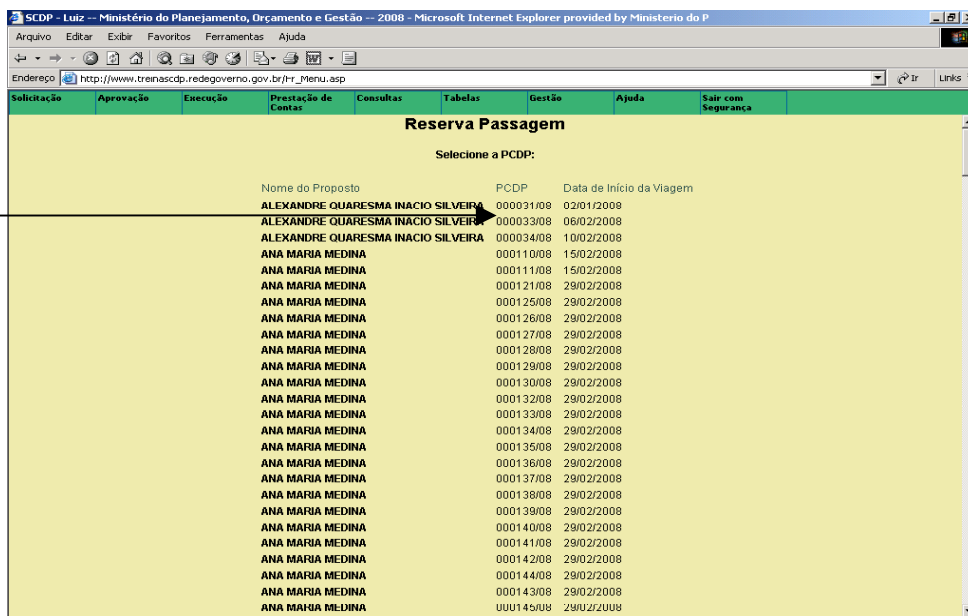 SCDP - Luiz -- Ministério do Planejamento, Orçamento e Gestão -- 2008 - Microsoft Internet Explorer provided by Ministerio do P
Arquivo Editar Exibir Favoritos Ferramentas Ajuda
Endereço http://www.treinascdp.redegoverno.gov.br/Fr_Menu.asp Ir Links
Solicitação Aprovação Execução Prestação de Contas Consultas Tabelas Gestão Ajuda Sair com Segurança
Reserva Passagem
Selecione a PCDP:
Nome do Proposto PCDP Data de Início da Viagem
ALEXANDRE QUARESMA INACIO SILVEIRA 000031/08 02/01/2008
ALEXANDRE QUARESMA INACIO SILVEIRA 000033/08 06/02/2008
ALEXANDRE QUARESMA INACIO SILVEIRA 000034/08 10/02/2008
ANA MARIA MEDINA 000110/08 15/02/2008
ANA MARIA MEDINA 000111/08 15/02/2008
ANA MARIA MEDINA 000121/08 29/02/2008
ANA MARIA MEDINA 000125/08 29/02/2008
ANA MARIA MEDINA 000126/08 29/02/2008
ANA MARIA MEDINA 000127/08 29/02/2008
ANA MARIA MEDINA 000128/08 29/02/2008
ANA MARIA MEDINA 000129/08 29/02/2008
ANA MARIA MEDINA 000130/08 29/02/2008
ANA MARIA MEDINA 000132/08 29/02/2008
ANA MARIA MEDINA 000133/08 29/02/2008
ANA MARIA MEDINA 000134/08 29/02/2008
ANA MARIA MEDINA 000135/08 29/02/2008
ANA MARIA MEDINA 000136/08 29/02/2008
ANA MARIA MEDINA 000137/08 29/02/2008
ANA MARIA MEDINA 000138/08 29/02/2008
ANA MARIA MEDINA 000139/08 29/02/2008
ANA MARIA MEDINA 000140/08 29/02/2008
ANA MARIA MEDINA 000141/08 29/02/2008
ANA MARIA MEDINA 000142/08 29/02/2008
ANA MARIA MEDINA 000144/08 29/02/2008
ANA MARIA MEDINA 000143/08 29/02/2008
ANA MARIA MEDINA 000145/08 29/02/2008